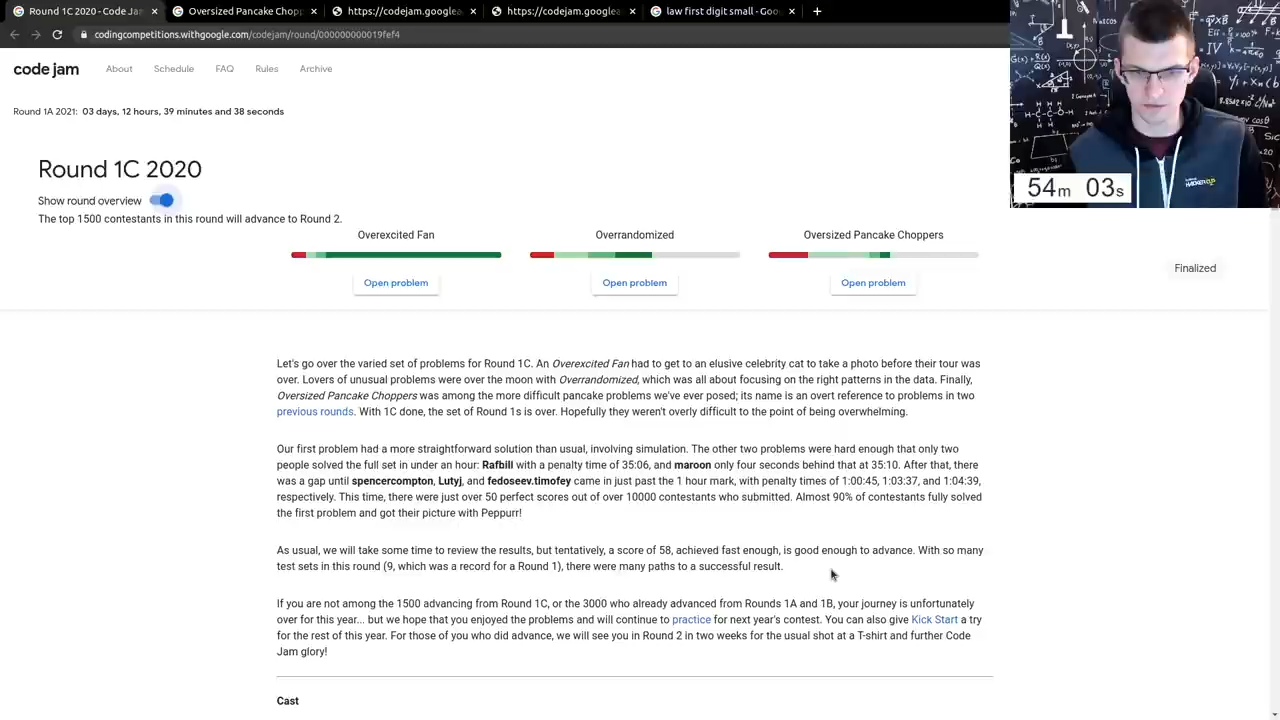 Round 1C 2020 - Code Ja
Oversized Pancake Chopp
https://codejam.googlea
https://codejam.googlea
law first digit small - Goo
codingcompetitions.withgoogle.com/codejam/round/000000000019fef4
code jam
About
Schedule
FAQ
Rules
Archive
Round 1A 2021: 03 days, 12 hours, 39 minutes and 38 seconds
54m 03s
Round 1C 2020
Show round overview
The top 1500 contestants in this round will advance to Round 2.
Overexcited Fan
Overrandomized
Oversized Pancake Choppers
Open problem
Open problem
Open problem
Finalized
Let's go over the varied set of problems for Round 1C. An Overexcited Fan had to get to an elusive celebrity cat to take a photo before their tour was
over. Lovers of unusual problems were over the moon with Overrandomized, which was all about focusing on the right patterns in the data. Finally,
Oversized Pancake Choppers was among the more difficult pancake problems we've ever posed; its name is an overt reference to problems in two
previous rounds. With 1C done, the set of Round 1s is over. Hopefully they weren't overly difficult to the point of being overwhelming.
Our first problem had a more straightforward solution than usual, involving simulation. The other two problems were hard enough that only two
people solved the full set in under an hour: Rafbill with a penalty time of 35:06, and maroon only four seconds behind that at 35:10. After that, there
was a gap until spencercompton, Lutyj, and fedoseev.timofey came in just past the 1 hour mark, with penalty times of 1:00:45, 1:03:37, and 1:04:39,
respectively. This time, there were just over 50 perfect scores out of over 10000 contestants who submitted. Almost 90% of contestants fully solved
the first problem and got their picture with Peppurr!
As usual, we will take some time to review the results, but tentatively, a score of 58, achieved fast enough, is good enough to advance. With so many
test sets in this round (9, which was a record for a Round 1), there were many paths to a successful result.
If you are not among the 1500 advancing from Round 1C, or the 3000 who already advanced from Rounds 1A and 1B, your journey is unfortunately
over for this year... but we hope that you enjoyed the problems and will continue to practice for next year's contest. You can also give Kick Start a try
for the rest of this year. For those of you who did advance, we will see you in Round 2 in two weeks for the usual shot at a T-shirt and further Code
Jam glory!
Cast